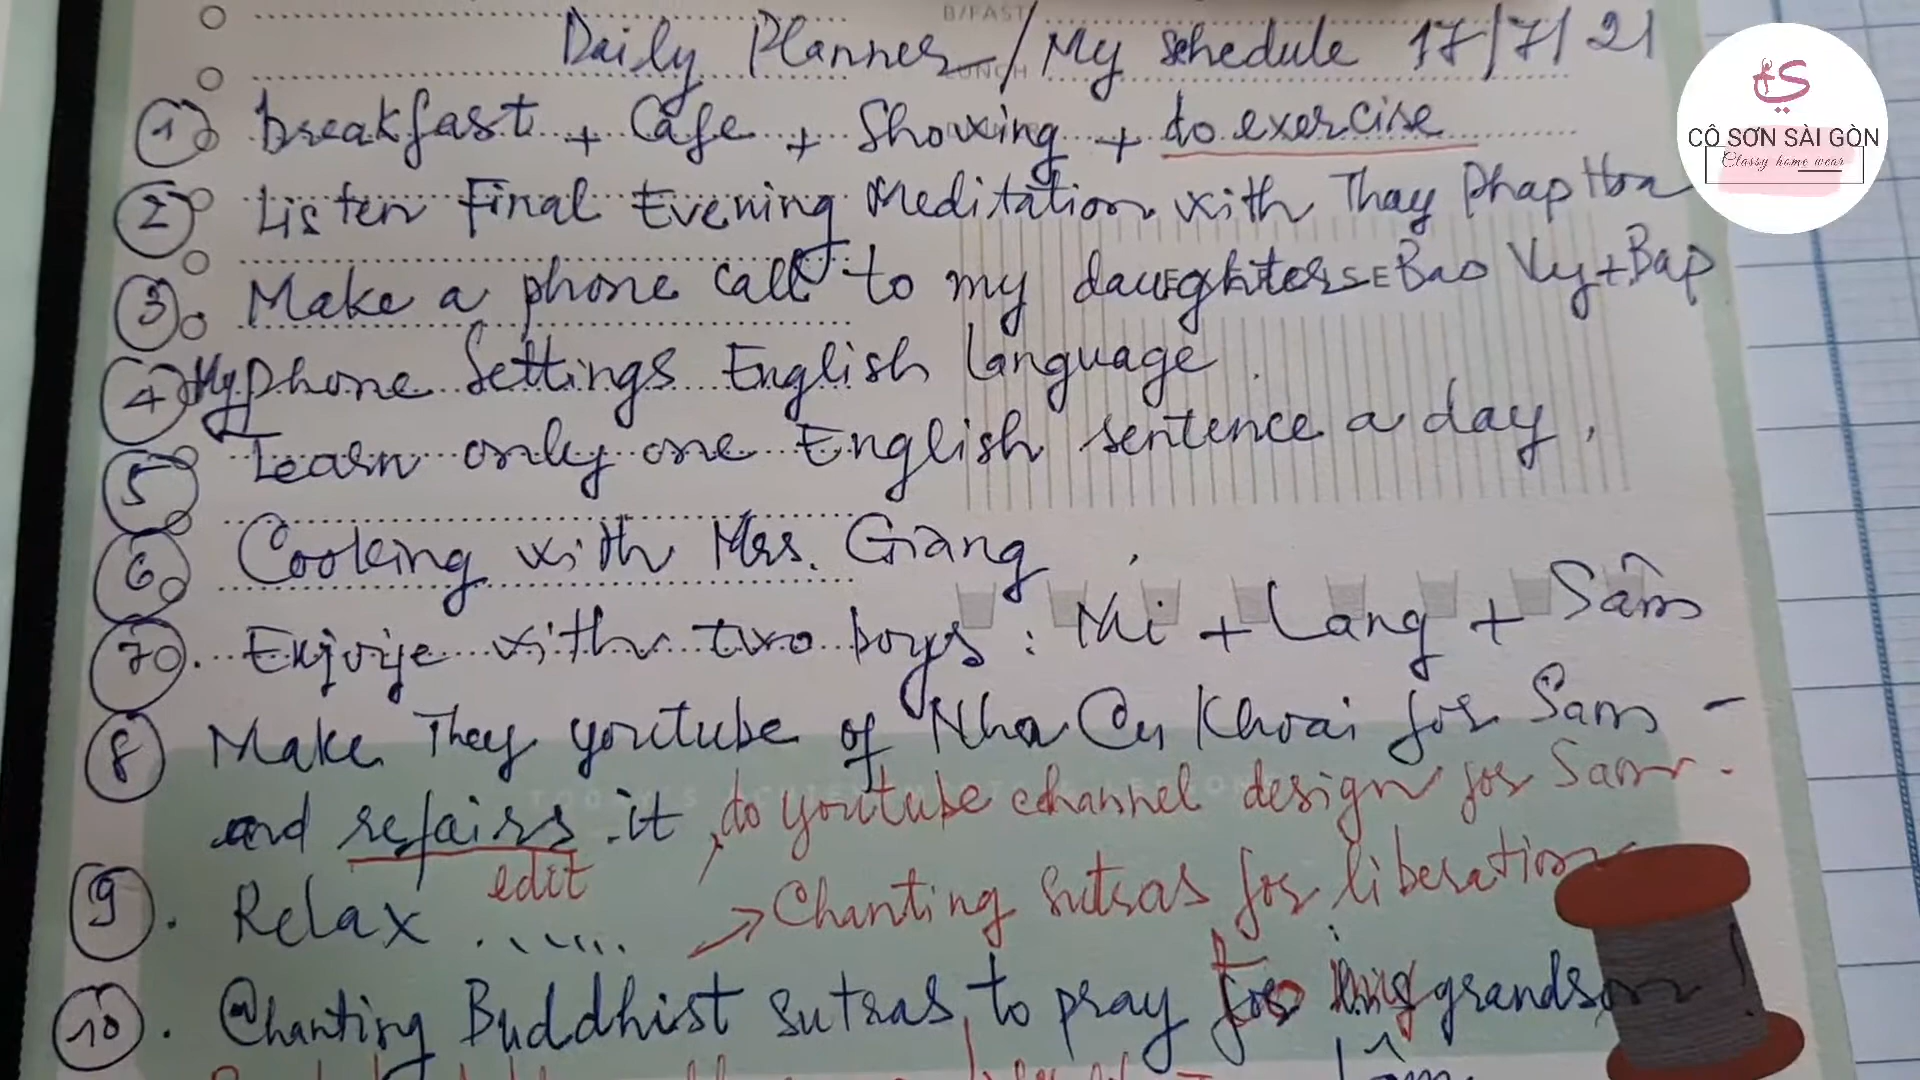 Daily Planner / My schedule 17/7/21
CÔ SƠN SÀI GÒN
Classy home wear
1 breakfast + Cafe + Showing + do exercise
2 Listen Final Evening Meditation with Thay Phap Hoa
3 Make a phone call to my daughters Bao Vy + Bap
4 My phone Settings English language.
5 Learn only one English sentence a day.
6 Cooking with Mrs. Giang
7. Enjoye with two boys: Mi + Lang + Sâm
8 Make They youtube of Nha Cu Khoai for Sam -
and refairs it , do youtube channel design for Sam.
edit
9. Relax ...... → Chanting sutras for liberation
10. Chanting Buddhist sutras, to pray for grandson